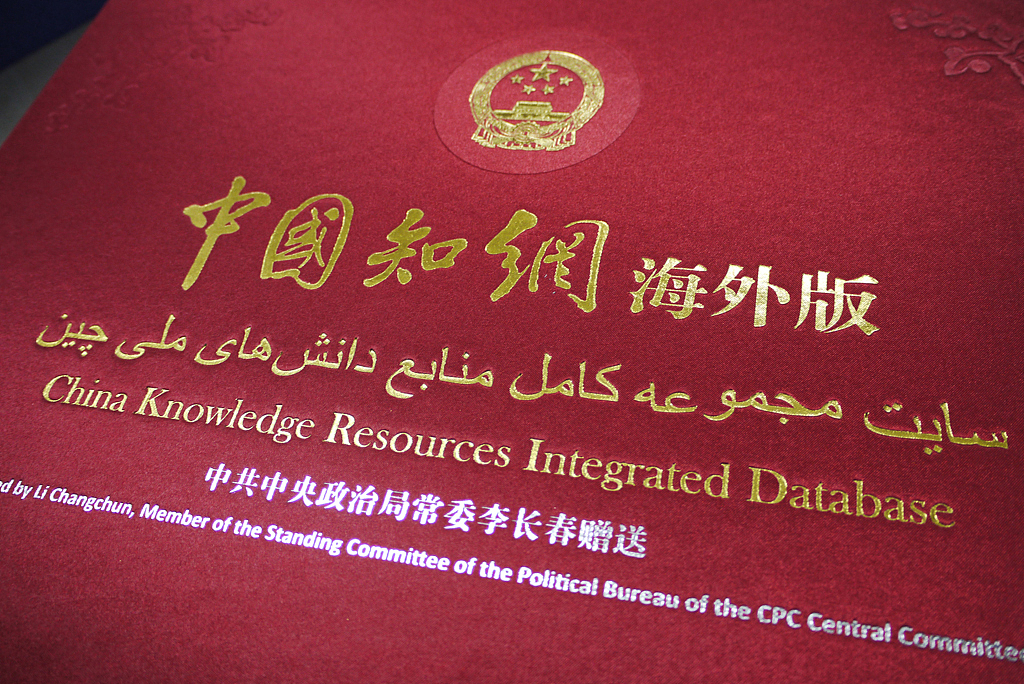 中國知網 海外版
سایت مجموعه کامل منابع دانش‌های ملی چین
China Knowledge Resources Integrated Database
中共中央政治局常委李长春赠送
by Li Changchun, Member of the Standing Committee of the Political Bureau of the CPC Central Committee